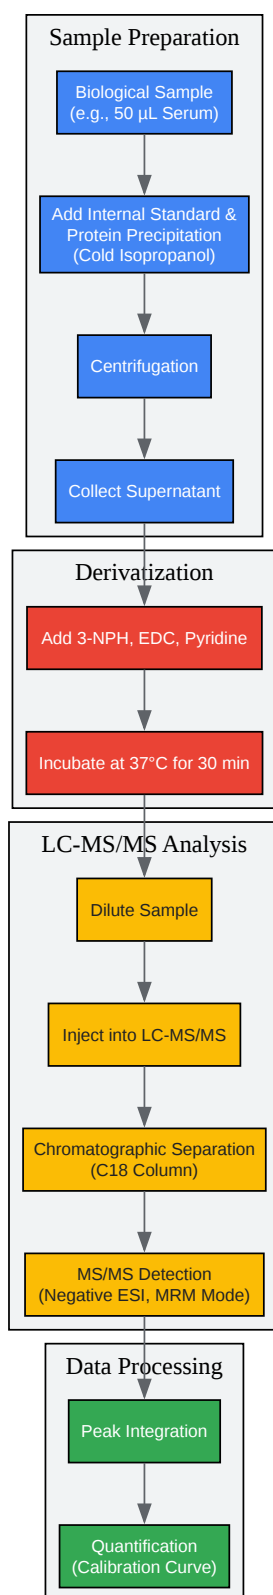 Sample Preparation
Biological Sample
(e.g., 50 µL Serum)
Add Internal Standard &
Protein Precipitation
(Cold Isopropanol)
Centrifugation
Collect Supernatant
Derivatization
Add 3-NPH, EDC, Pyridine
Incubate at 37°C for 30 min
LC-MS/MS Analysis
Dilute Sample
Inject into LC-MS/MS
Chromatographic Separation
(C18 Column)
MS/MS Detection
(Negative ESI, MRM Mode)
Data Processing
Peak Integration
Quantification
(Calibration Curve)